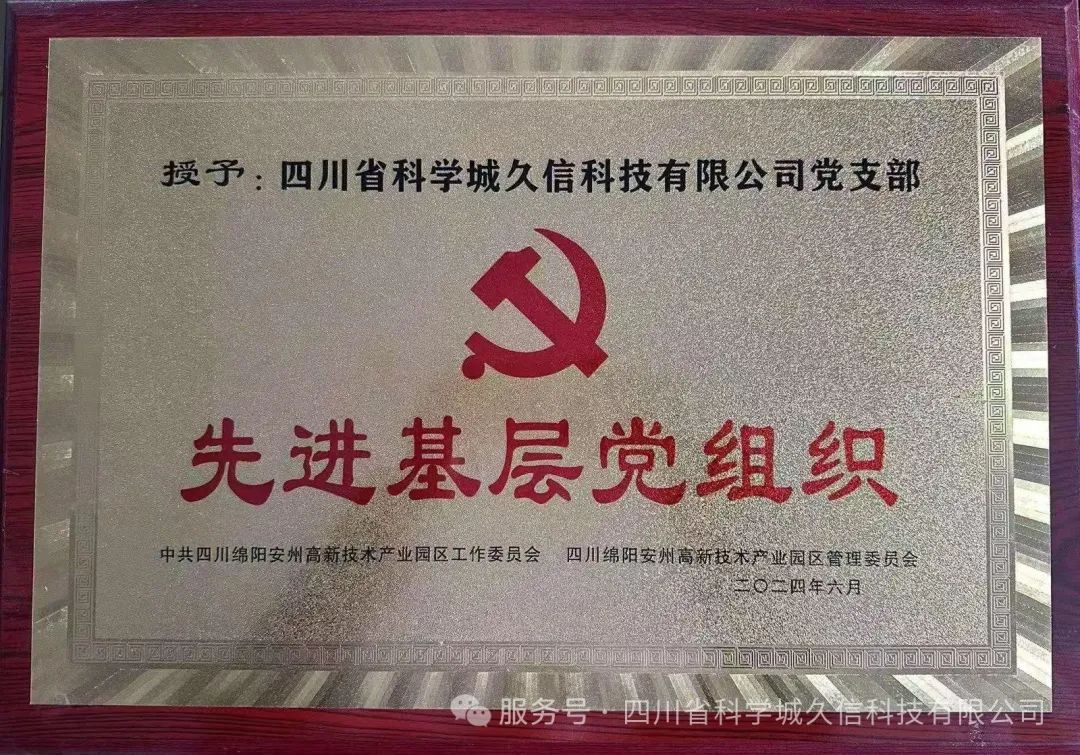 授予：四川省科学城久信科技有限公司党支部
先进基层党组织
中共四川绵阳安州高新技术产业园区工作委员会 四川绵阳安州高新技术产业园区管理委员会
二〇二四年六月
服务号·四川省科学城久信科技有限公司